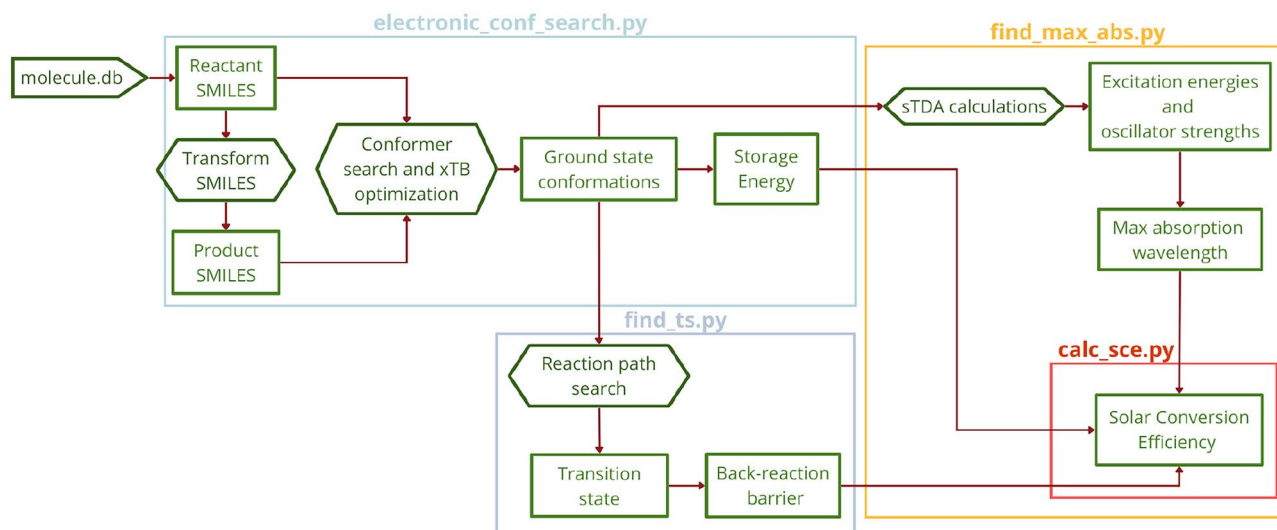 electronic_conf_search.py
find_max_abs.py
molecule.db
Reactant
SMILES
Transform
SMILES
Product
SMILES
Conformer
search and xTB
optimization
Ground state
conformations
Storage
Energy
sTDA calculations
Excitation energies
and
oscillator strengths
Max absorption
wavelength
find_ts.py
Reaction path
search
Transition
state
Back-reaction
barrier
calc_sce.py
Solar Conversion
Efficiency